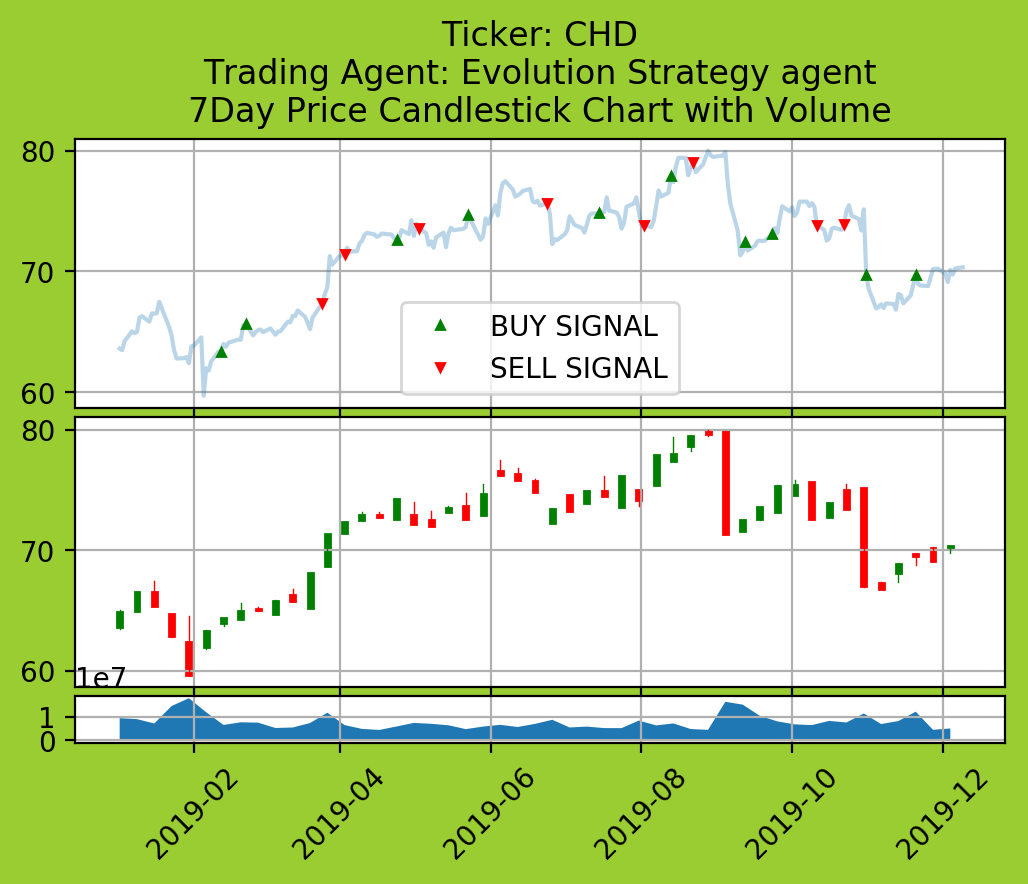 Ticker: CHD
Trading Agent: Evolution Strategy agent
7Day Price Candlestick Chart with Volume
80
70
60
BUY SIGNAL
SELL SIGNAL
80
70
60
1e7
1
0
2019-02
2019-04
2019-06
2019-08
2019-10
2019-12